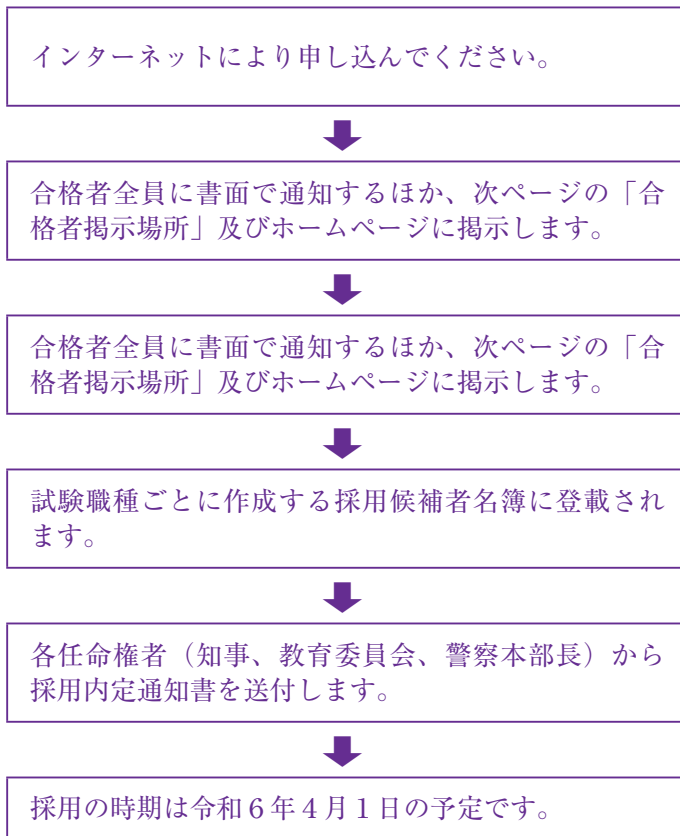 インターネットにより申し込んでください。
合格者全員に書面で通知するほか、次ページの「合
格者掲示場所」及びホームページに掲示します。
合格者全員に書面で通知するほか、次ページの「合
格者掲示場所」及びホームページに掲示します。
試験職種ごとに作成する採用候補者名簿に登載され
ます。
各任命権者（知事、教育委員会、警察本部長）から
採用内定通知書を送付します。
採用の時期は令和６年４月１日の予定です。